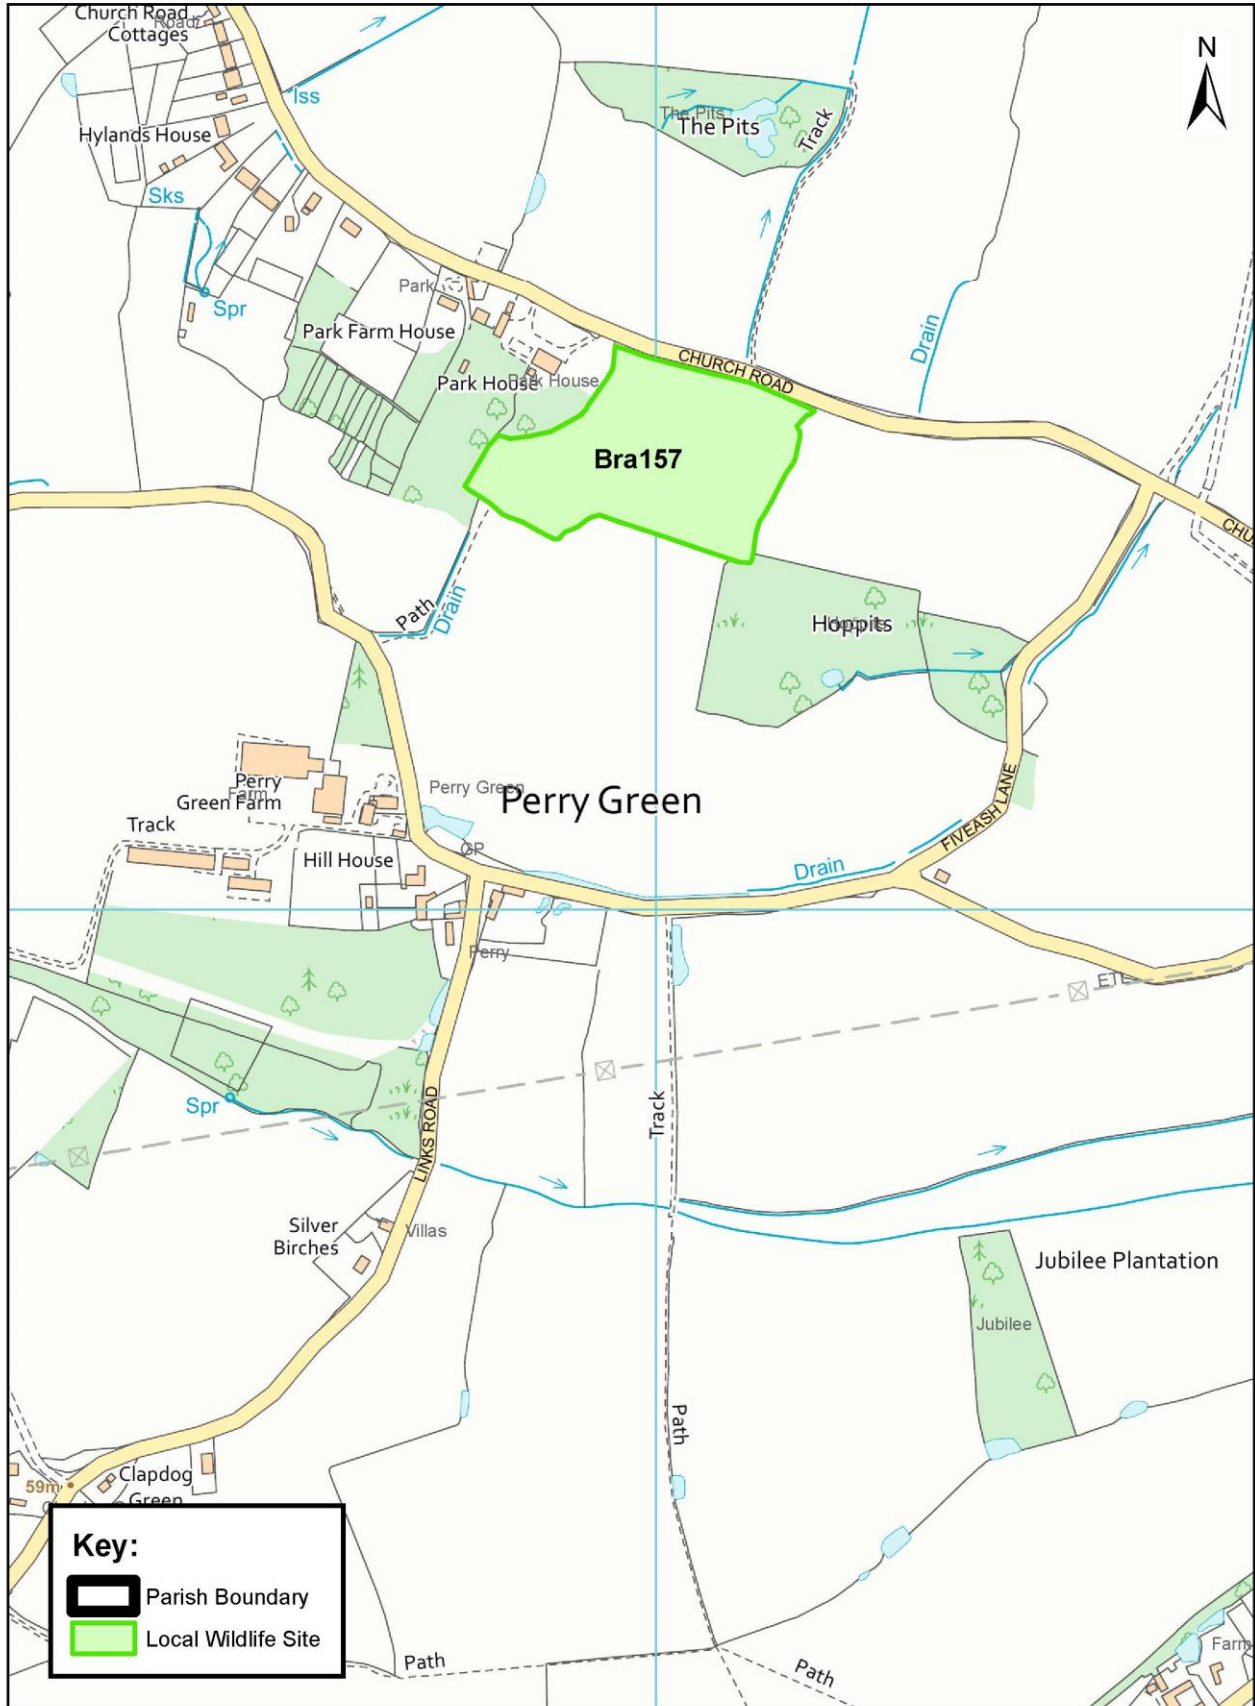 Church Road
Road
Cottages
N
Iss
The Pits
The Pits
Track
Hylands House
Sks
Spr
Park
Drain
Park Farm House
CHURCH ROAD
Park House
Park House
Bra157
Path
Drain
Hoppits
Perry
Green Farm
Farm
Perry Green
Perry Green
FIVEASH LANE
Track
GP
Hill House
Drain
Perry
ETL
Spr
LINKS ROAD
Track
Silver
Birches
Villas
Jubilee Plantation
Jubilee
Path
Clapdog
Green
59m
Key:
Parish Boundary
Local Wildlife Site
Path
Path
Farm